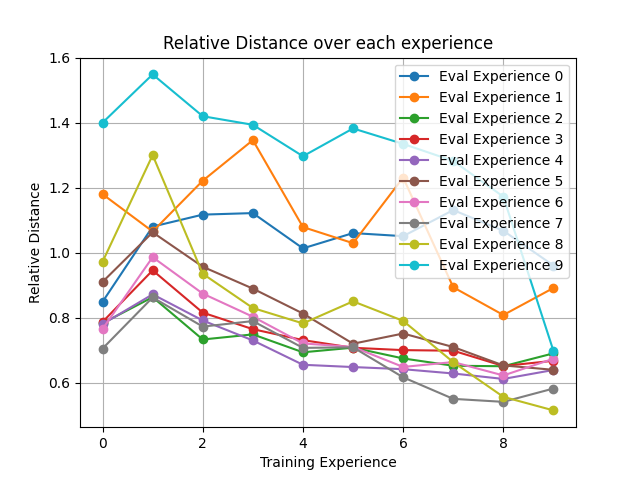 Relative Distance over each experience
1.6
1.4
1.2
1.0
0.8
0.6
Relative Distance
Eval Experience 0
Eval Experience 1
Eval Experience 2
Eval Experience 3
Eval Experience 4
Eval Experience 5
Eval Experience 6
Eval Experience 7
Eval Experience 8
Eval Experience 9
0 2 4 6 8
Training Experience